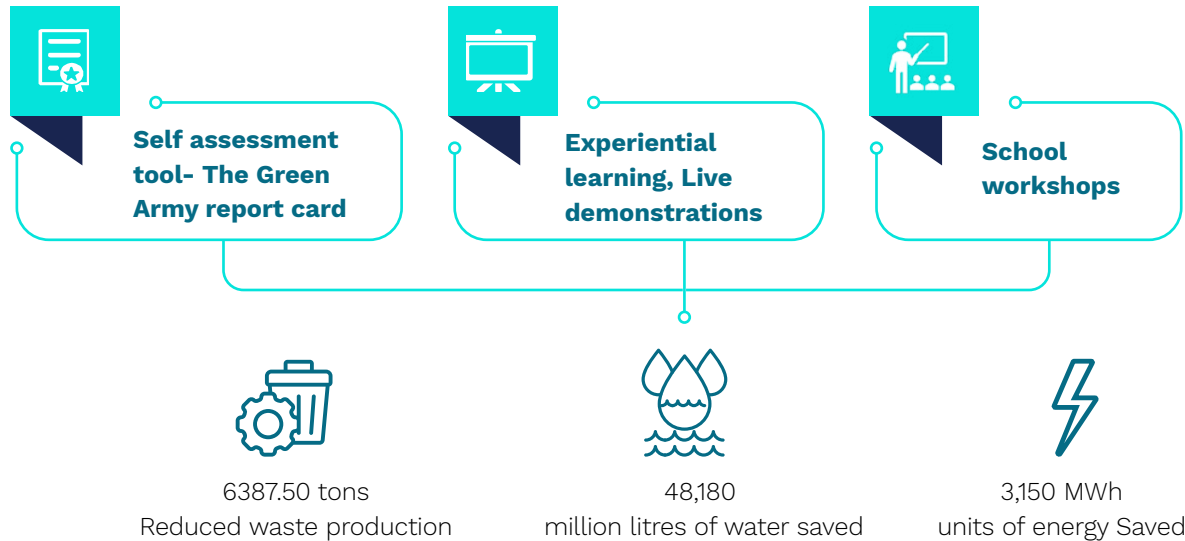 Self assessment
tool- The Green
Army report card
Experiential
learning, Live
demonstrations
School
workshops
6387.50 tons
Reduced waste production
48,180
million litres of water saved
3,150 MWh
units of energy Saved